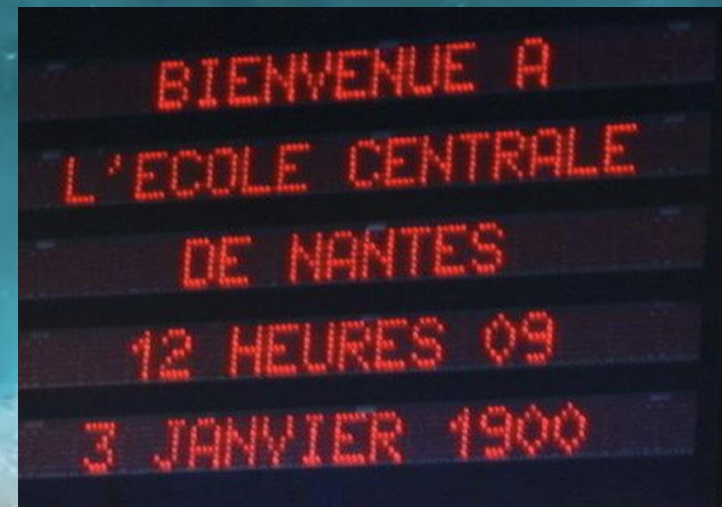 BIENVENUE A
L'ECOLE CENTRALE
DE NANTES
12 HEURES 09
3 JANVIER 1900